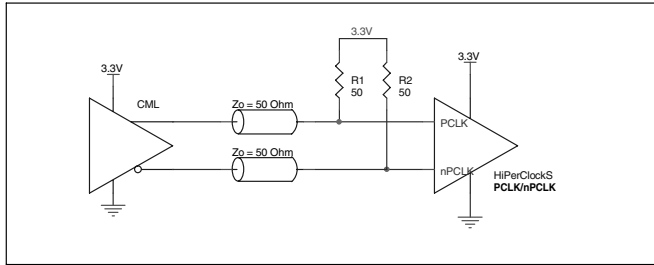 3.3V
3.3V
R1
50
R2
50
3.3V
CML
Zo = 50 Ohm
PCLK
Zo = 50 Ohm
nPCLK
HiPerClockS
PCLK/nPCLK